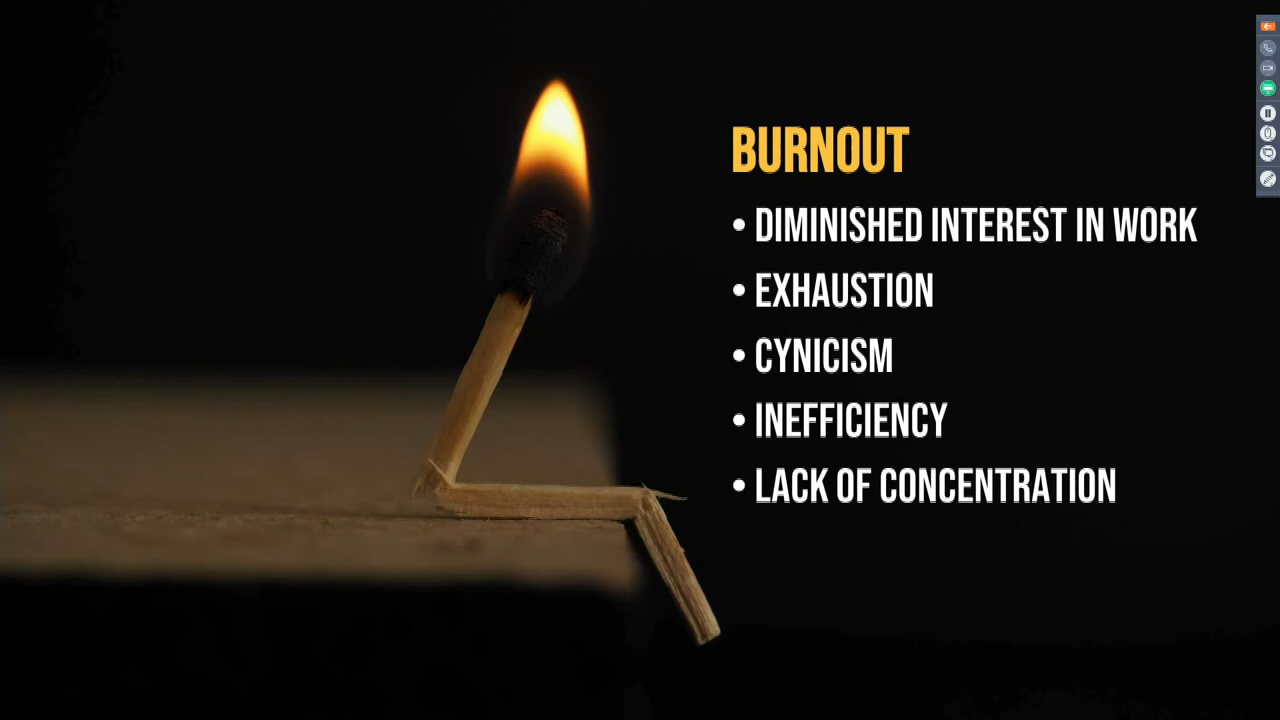 BURNOUT
• DIMINISHED INTEREST IN WORK
• EXHAUSTION
• CYNICISM
• INEFFICIENCY
• LACK OF CONCENTRATION